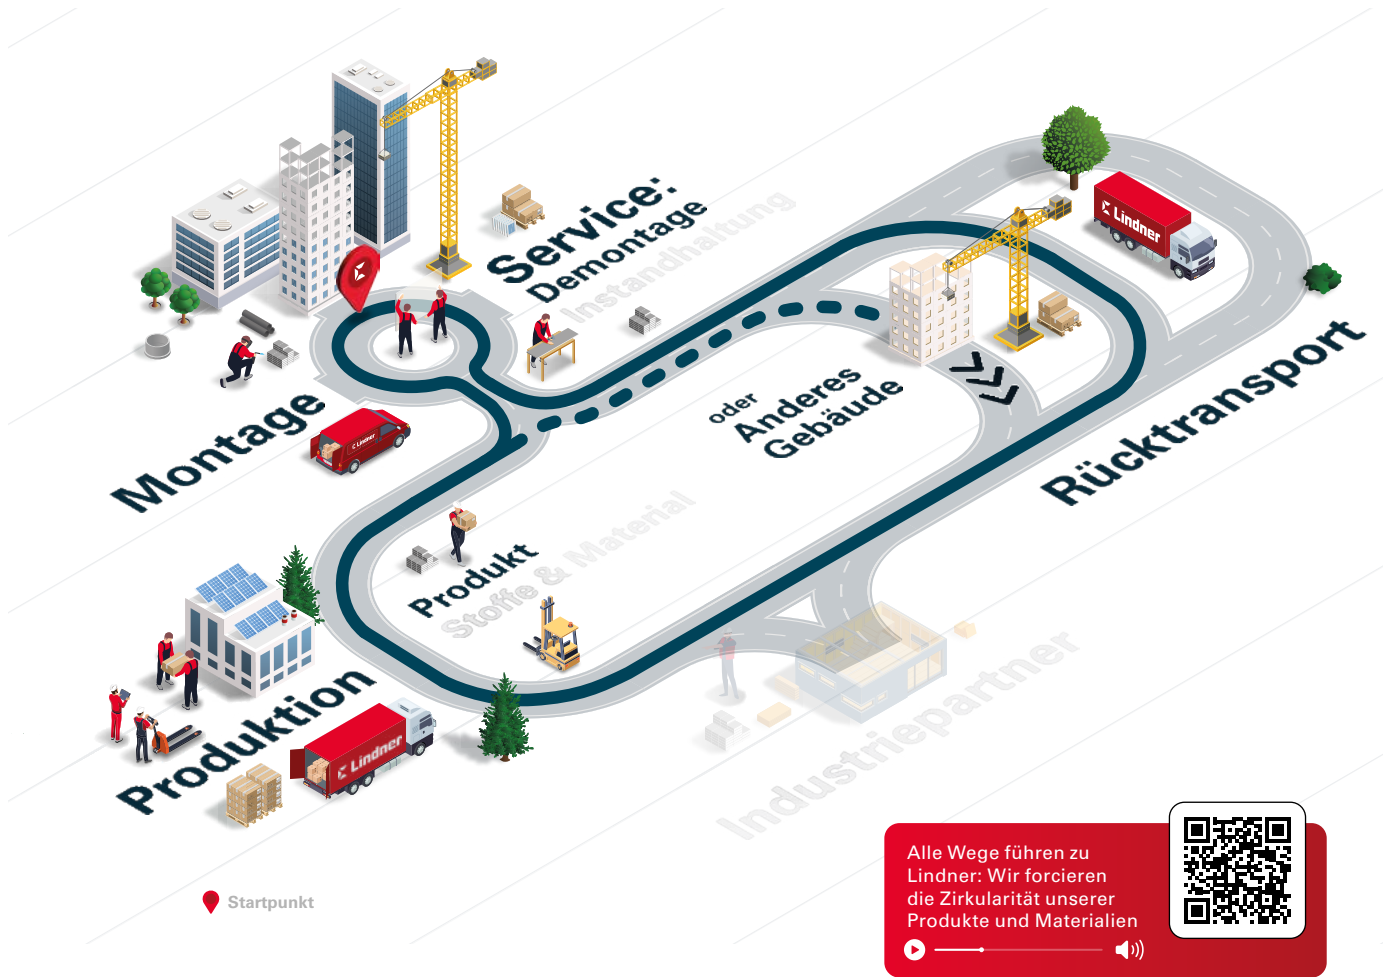 Service:
Demontage
Instandhaltung
Lindner
Rücktransport
oder
Anderes
Gebäude
Montage
Lindner
Produkt
Stoffe & Material
Produktion
Lindner
Industriepartner
Startpunkt
Alle Wege führen zu
Lindner: Wir forcieren
die Zirkularität unserer
Produkte und Materialien